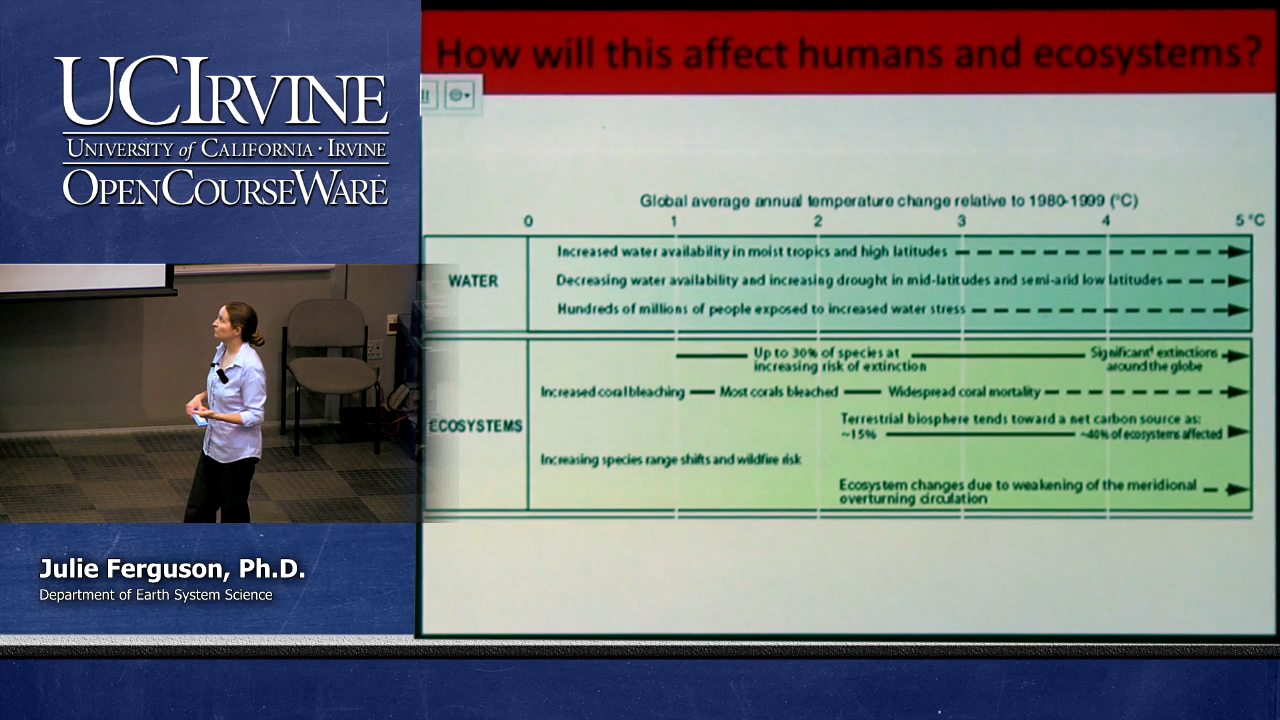 UCIRVINE
UNIVERSITY of CALIFORNIA · IRVINE
OPENCOURSEWARE
Julie Ferguson, Ph.D.
Department of Earth System Science
How will this affect humans and ecosystems?
Global average annual temperature change relative to 1980-1999 (°C)
0 1 2 3 4 5 °C
WATER
Increased water availability in moist tropics and high latitudes
Decreasing water availability and increasing drought in mid-latitudes and semi-arid low latitudes
Hundreds of millions of people exposed to increased water stress
ECOSYSTEMS
Up to 30% of species at
increasing risk of extinction
Significant† extinctions
around the globe
Increased coral bleaching Most corals bleached Widespread coral mortality
Terrestrial biosphere tends toward a net carbon source as:
~15% ~40% of ecosystems affected
Increasing species range shifts and wildfire risk
Ecosystem changes due to weakening of the meridional
overturning circulation